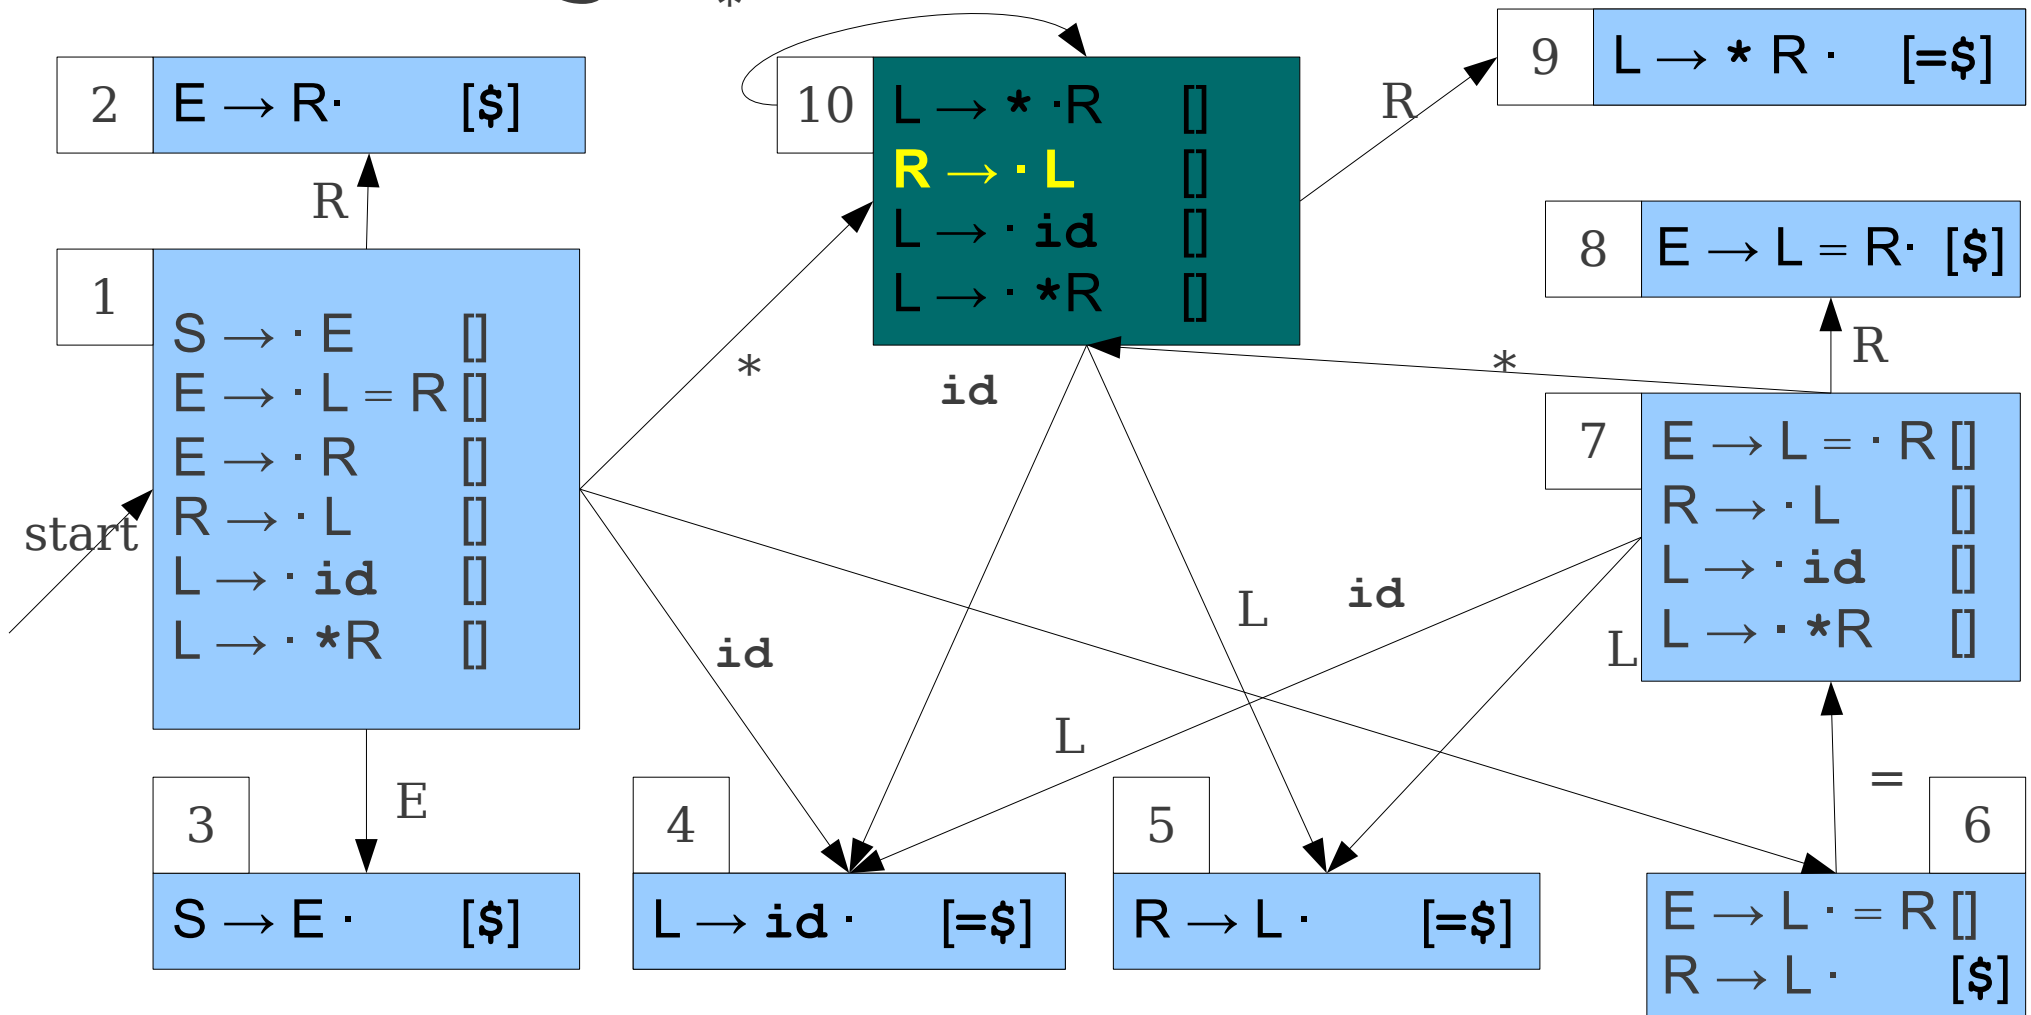 *
2
E → R· [$]
R
1
S → · E []
E → · L = R []
E → · R []
R → · L []
L → · id []
L → · *R []
start
E
3
S → E · [$]
10
L → * ·R []
R → · L []
L → · id []
L → · *R []
*
id
id
4
L → id · [=$]
L
L
id
5
R → L · [=$]
R
9
L → * R · [=$]
8
E → L = R· [$]
R
*
7
E → L = · R []
R → · L []
L → · id []
L → · *R []
L
=
6
E → L · = R []
R → L · [$]